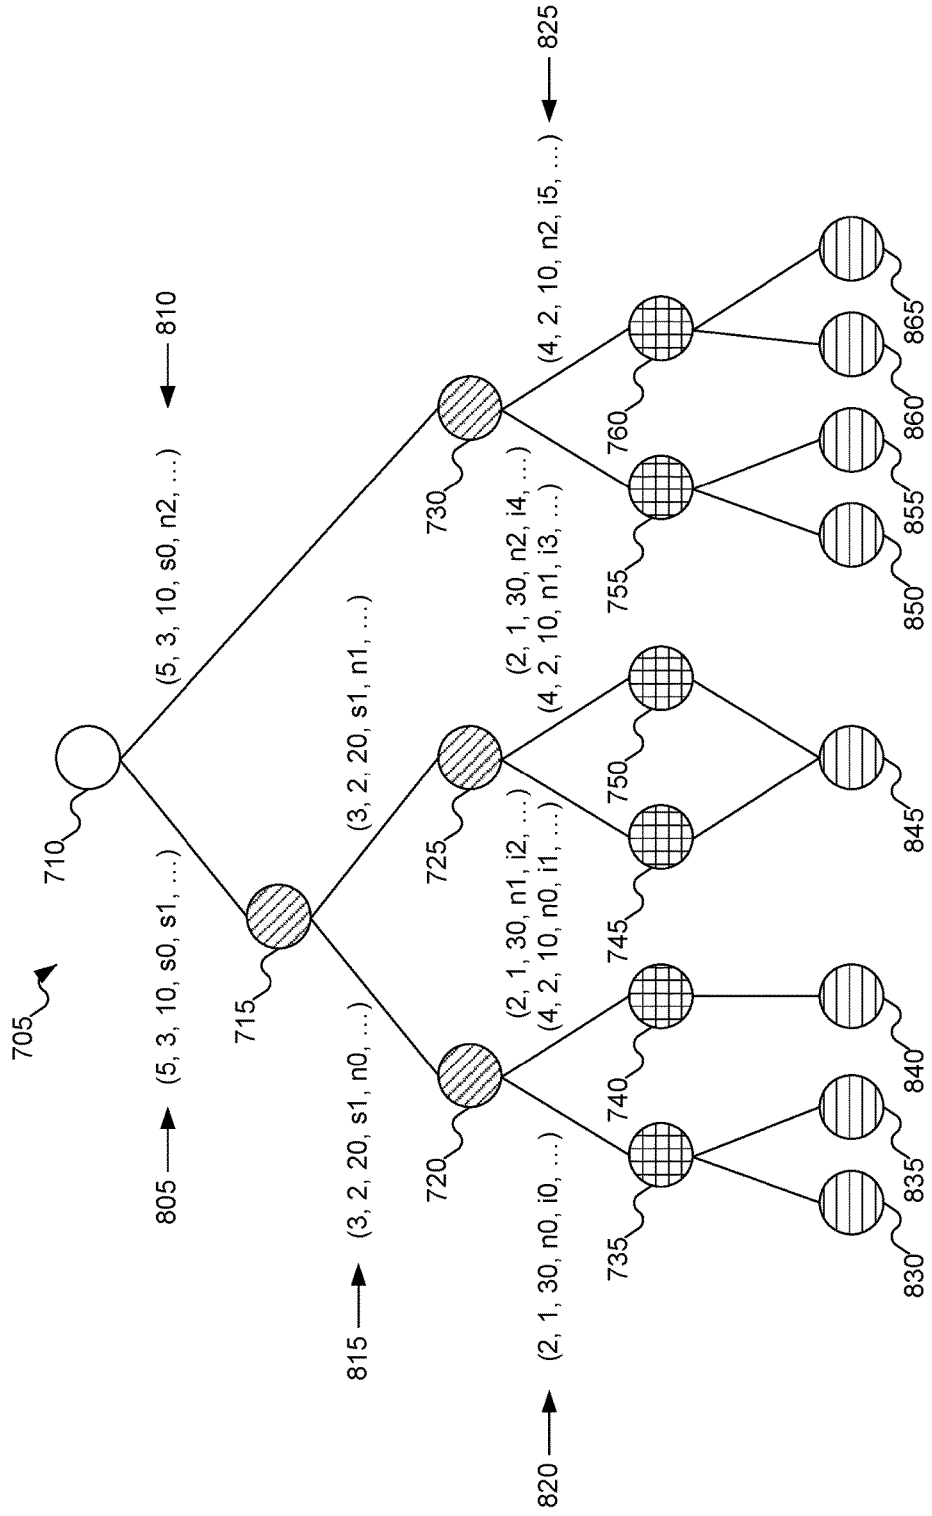 705
710
805
(5, 3, 10, s0, s1, …)
(5, 3, 10, s0, n2, …)
810
715
815
(3, 2, 20, s1, n0, …)
(3, 2, 20, s1, n1, …)
720
725
730
820
(2, 1, 30, n0, i0, …)
(2, 1, 30, n1, i2, …)
(4, 2, 10, n0, i1, …)
(2, 1, 30, n2, i4, …)
(4, 2, 10, n1, i3, …)
(4, 2, 10, n2, i5, …)
825
735
740
745
750
755
760
830
835
840
845
850
855
860
865